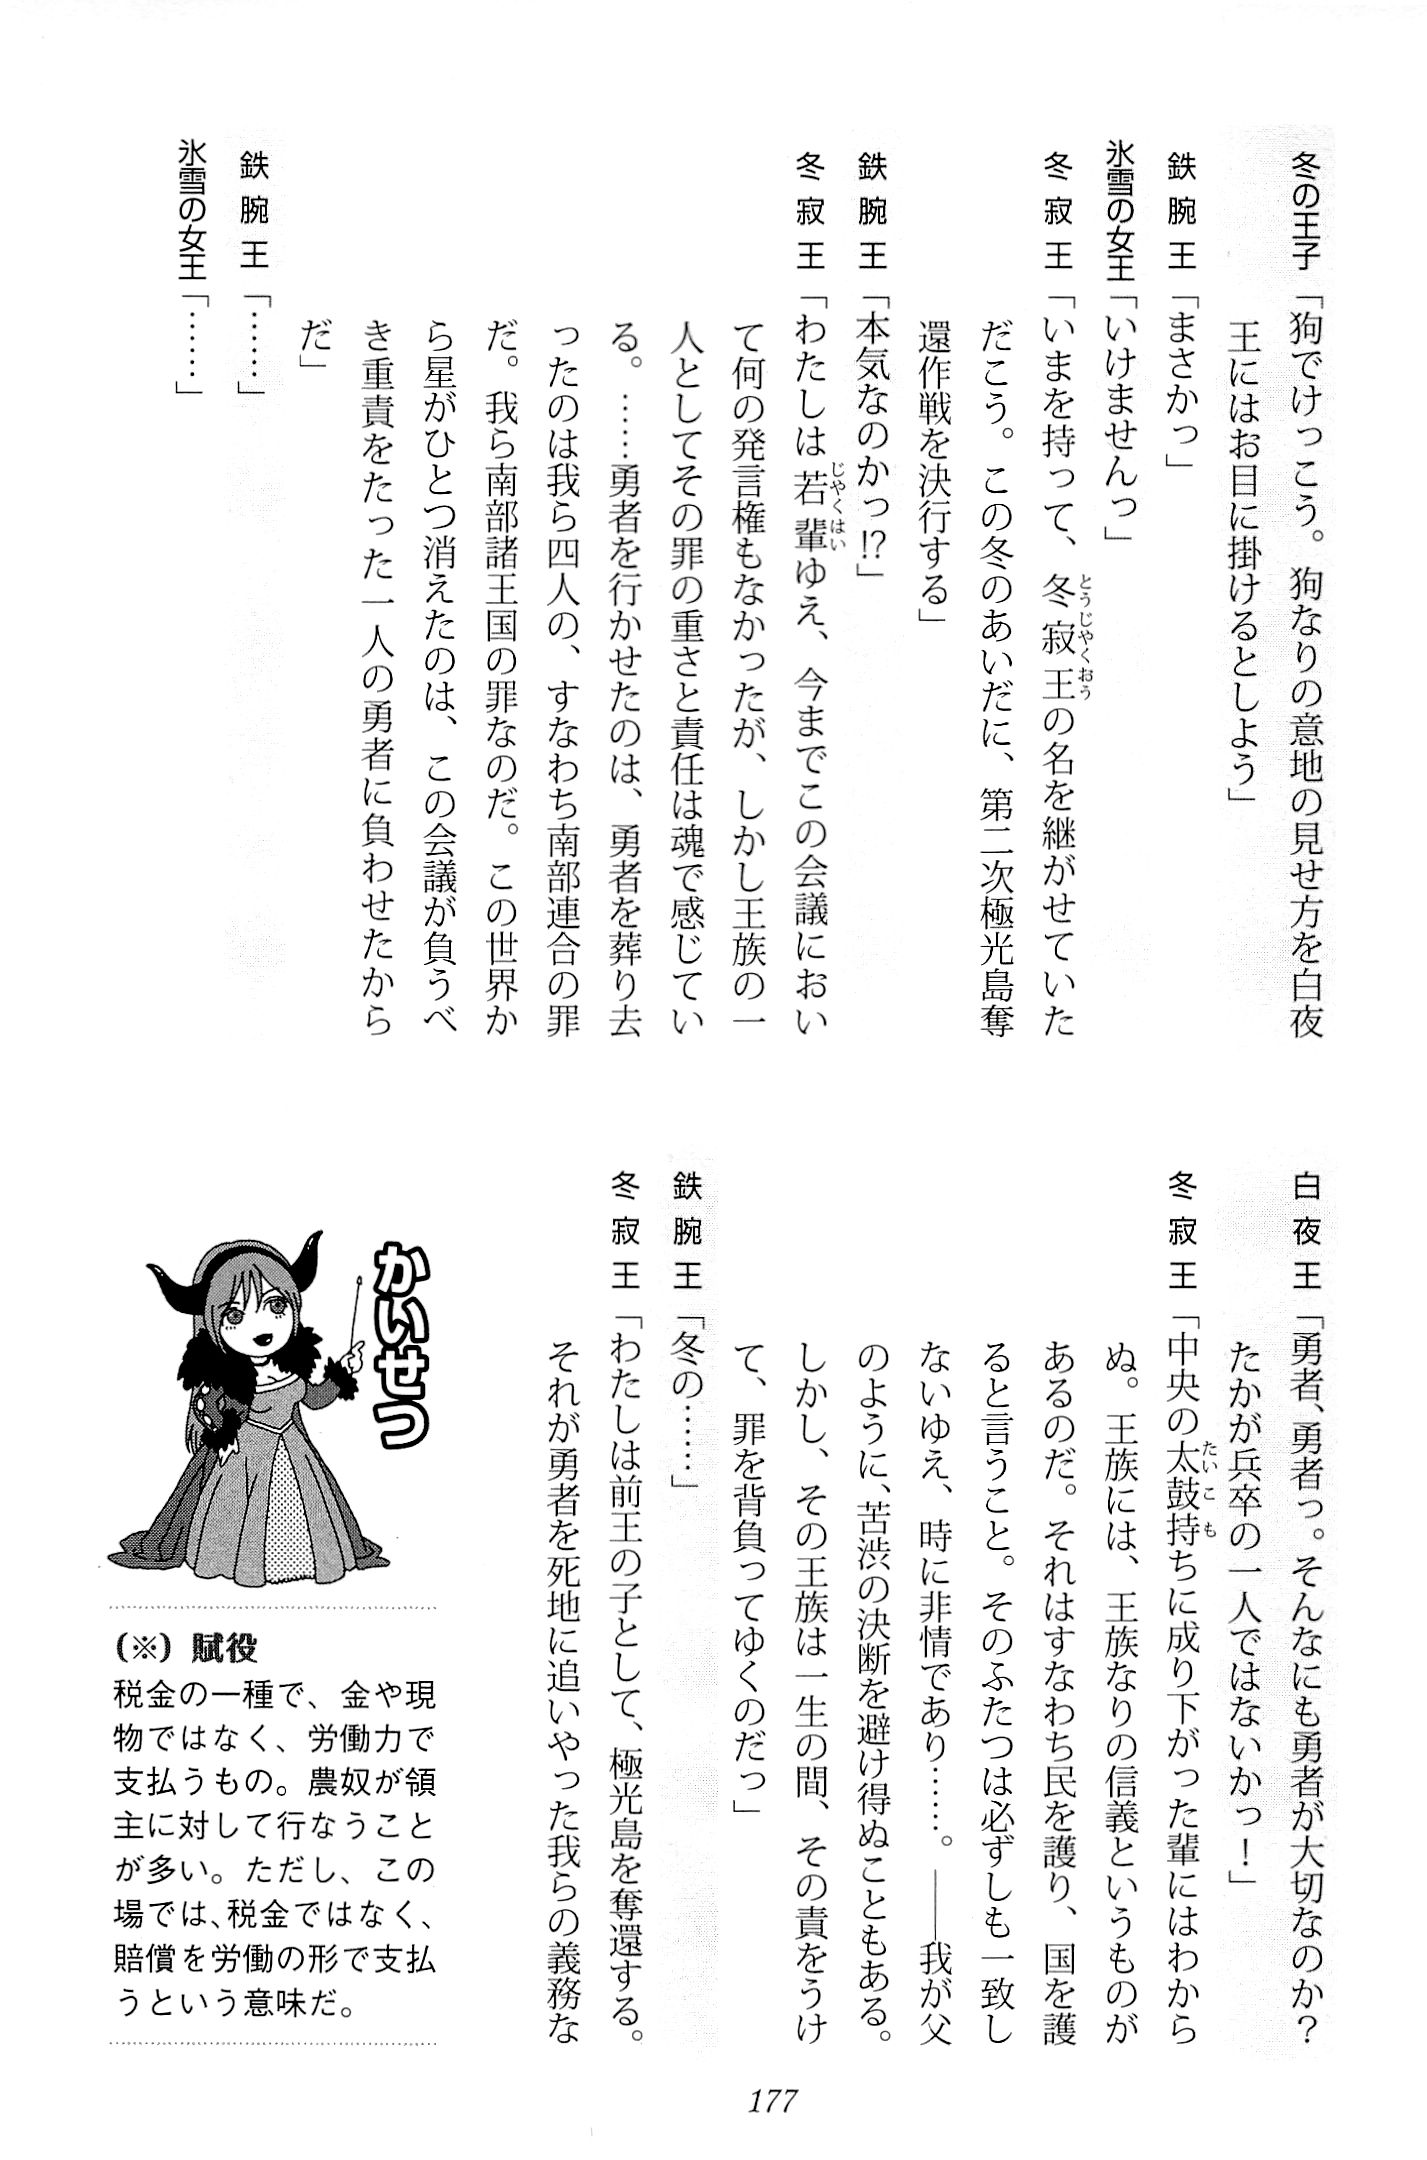 冬の王子「狗でけっこう。狗なりの意地の見せ方を白夜
王にはお目に掛けるとしよう」
鉄腕王「まさかっ」
氷雪の女王「いけませんっ」
冬寂王「いまを持って、冬寂王の名を継がせていた
とうじゃくおう
だこう。この冬のあいだに、第二次極光島奪
還作戦を決行する」
鉄腕王「本気なのかっ!?」
冬寂王「わたしは若輩ゆえ、今までこの会議におい
じゃくはい
て何の発言権もなかったが、しかし王族の一
人としてその罪の重さと責任は魂で感じてい
る。……勇者を行かせたのは、勇者を葬り去
ったのは我ら四人の、すなわち南部連合の罪
だ。我ら南部諸王国の罪なのだ。この世界か
ら星がひとつ消えたのは、この会議が負うべ
き重責をたった一人の勇者に負わせたから
だ」
鉄腕王「……」
氷雪の女王「……」
白夜王「勇者、勇者っ。そんなにも勇者が大切なのか?
たかが兵卒の一人ではないかっ!」
冬寂王「中央の太鼓持ちに成り下がった輩にはわから
たいこも
ぬ。王族には、王族なりの信義というものが
あるのだ。それはすなわち民を護り、国を護
ると言うこと。そのふたつは必ずしも一致し
ないゆえ、時に非情であり……。――我が父
のように、苦渋の決断を避け得ぬこともある。
しかし、その王族は一生の間、その責をうけ
て、罪を背負ってゆくのだっ」
鉄腕王「冬の……」
冬寂王「わたしは前王の子として、極光島を奪還する。
それが勇者を死地に追いやった我らの義務な
かいせつ
(※) 賦役
税金の一種で、金や現
物ではなく、労働力で
支払うもの。農奴が領
主に対して行なうこと
が多い。ただし、この
場では、税金ではなく、
賠償を労働の形で支払
うという意味だ。
177